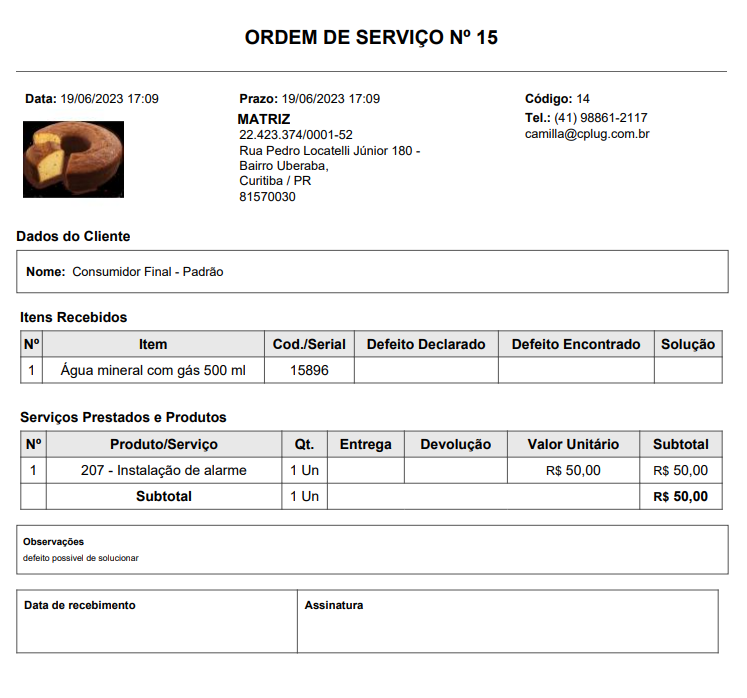 ORDEM DE SERVIÇO Nº 15
Data: 19/06/2023 17:09
Prazo: 19/06/2023 17:09
MATRIZ
22.423.374/0001-52
Rua Pedro Locatelli Júnior 180 -
Bairro Uberaba,
Curitiba / PR
81570030
Código: 14
Tel.: (41) 98861-2117
camilla@cplug.com.br
Dados do Cliente
Nome: Consumidor Final - Padrão
Itens Recebidos
Nº Item Cod./Serial Defeito Declarado Defeito Encontrado Solução
1 Água mineral com gás 500 ml 15896
Serviços Prestados e Produtos
Nº Produto/Serviço Qt. Entrega Devolução Valor Unitário Subtotal
1 207 - Instalação de alarme 1 Un R$ 50,00 R$ 50,00
Subtotal 1 Un R$ 50,00
Observações
defeito possivel de solucionar
Data de recebimento Assinatura